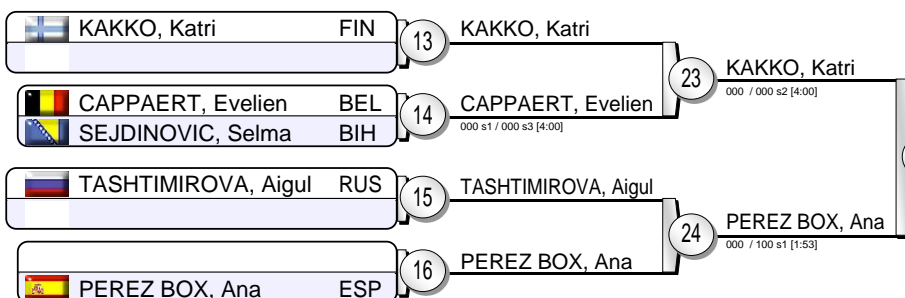 KAKKO, Katri FIN
13
KAKKO, Katri
CAPPAERT, Evelien BEL
SEJDINOVIC, Selma BIH
14
CAPPAERT, Evelien
000 s1 / 000 s3 [4:00]
23
KAKKO, Katri
000 / 000 s2 [4:00]
TASHTIMIROVA, Aigul RUS
15
TASHTIMIROVA, Aigul
PEREZ BOX, Ana ESP
16
PEREZ BOX, Ana
24
PEREZ BOX, Ana
000 / 100 s1 [1:53]